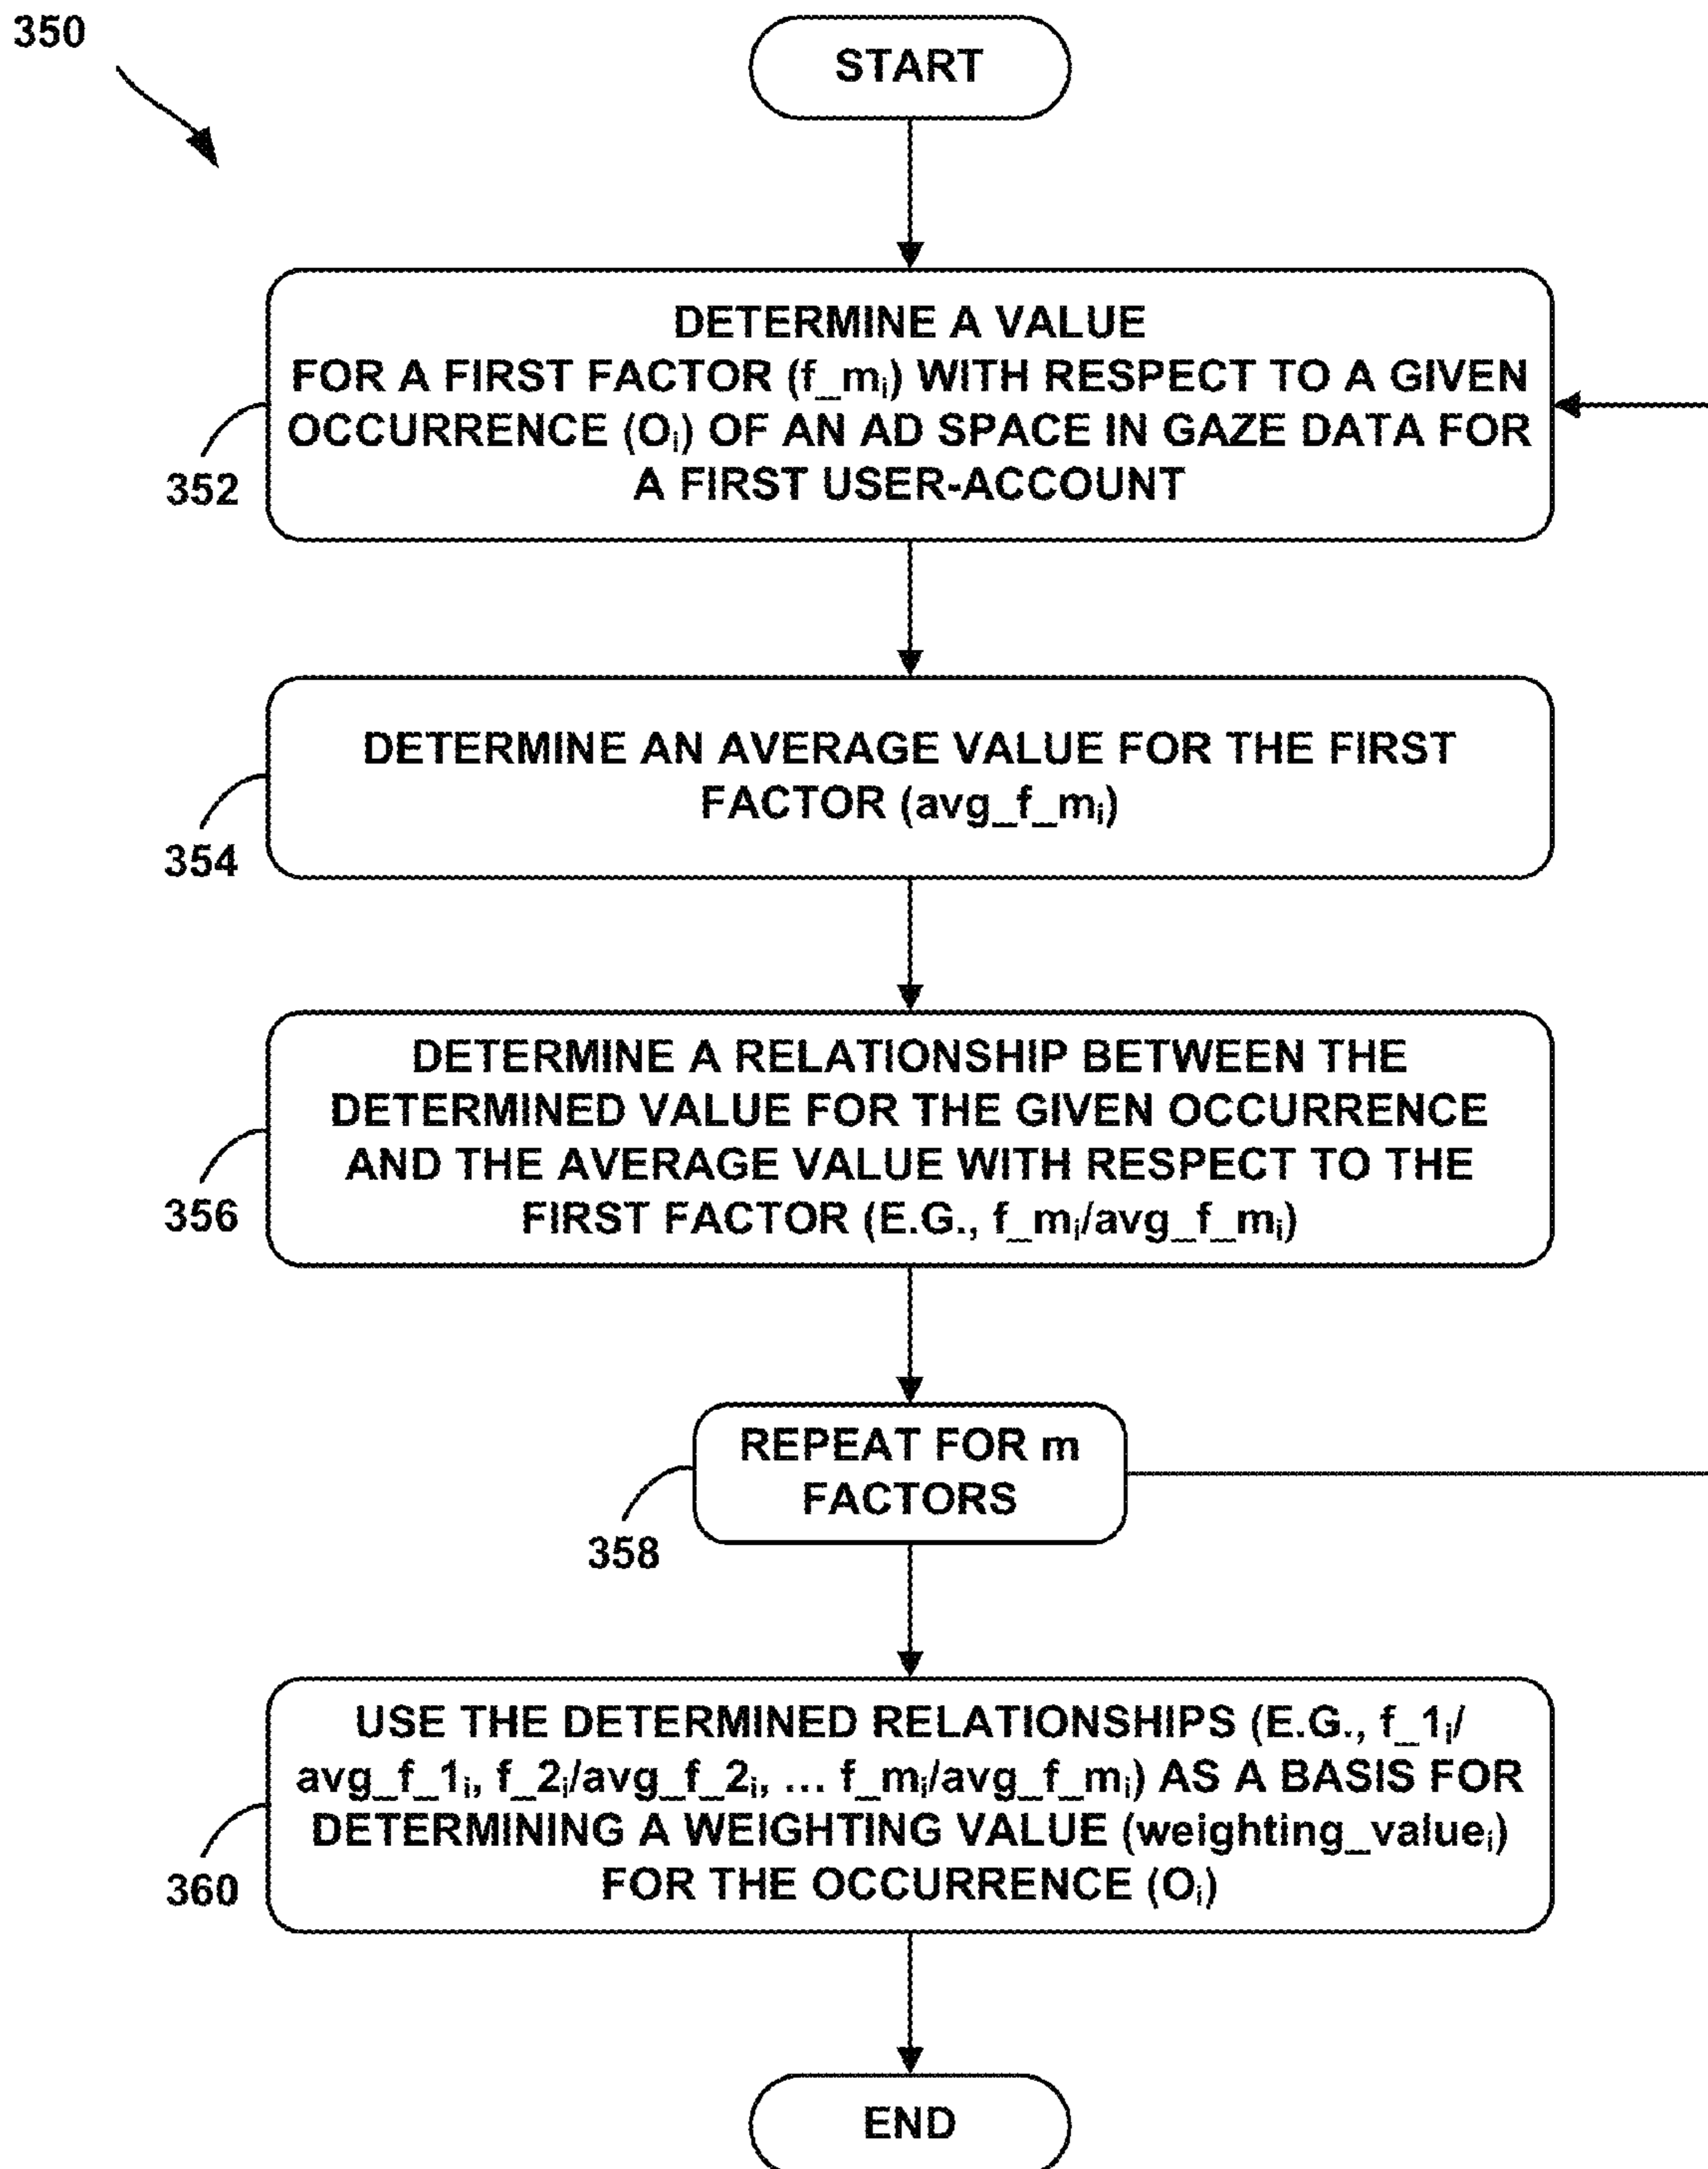 350
START
DETERMINE A VALUE
FOR A FIRST FACTOR (f_mᵢ) WITH RESPECT TO A GIVEN
OCCURRENCE (Oᵢ) OF AN AD SPACE IN GAZE DATA FOR
A FIRST USER-ACCOUNT
352
DETERMINE AN AVERAGE VALUE FOR THE FIRST
FACTOR (avg_f_mᵢ)
354
DETERMINE A RELATIONSHIP BETWEEN THE
DETERMINED VALUE FOR THE GIVEN OCCURRENCE
AND THE AVERAGE VALUE WITH RESPECT TO THE
FIRST FACTOR (E.G., f_mᵢ/avg_f_mᵢ)
356
REPEAT FOR m
FACTORS
358
USE THE DETERMINED RELATIONSHIPS (E.G., f_1ᵢ/
avg_f_1ᵢ, f_2ᵢ/avg_f_2ᵢ, ... f_mᵢ/avg_f_mᵢ) AS A BASIS FOR
DETERMINING A WEIGHTING VALUE (weighting_valueᵢ)
FOR THE OCCURRENCE (Oᵢ)
360
END